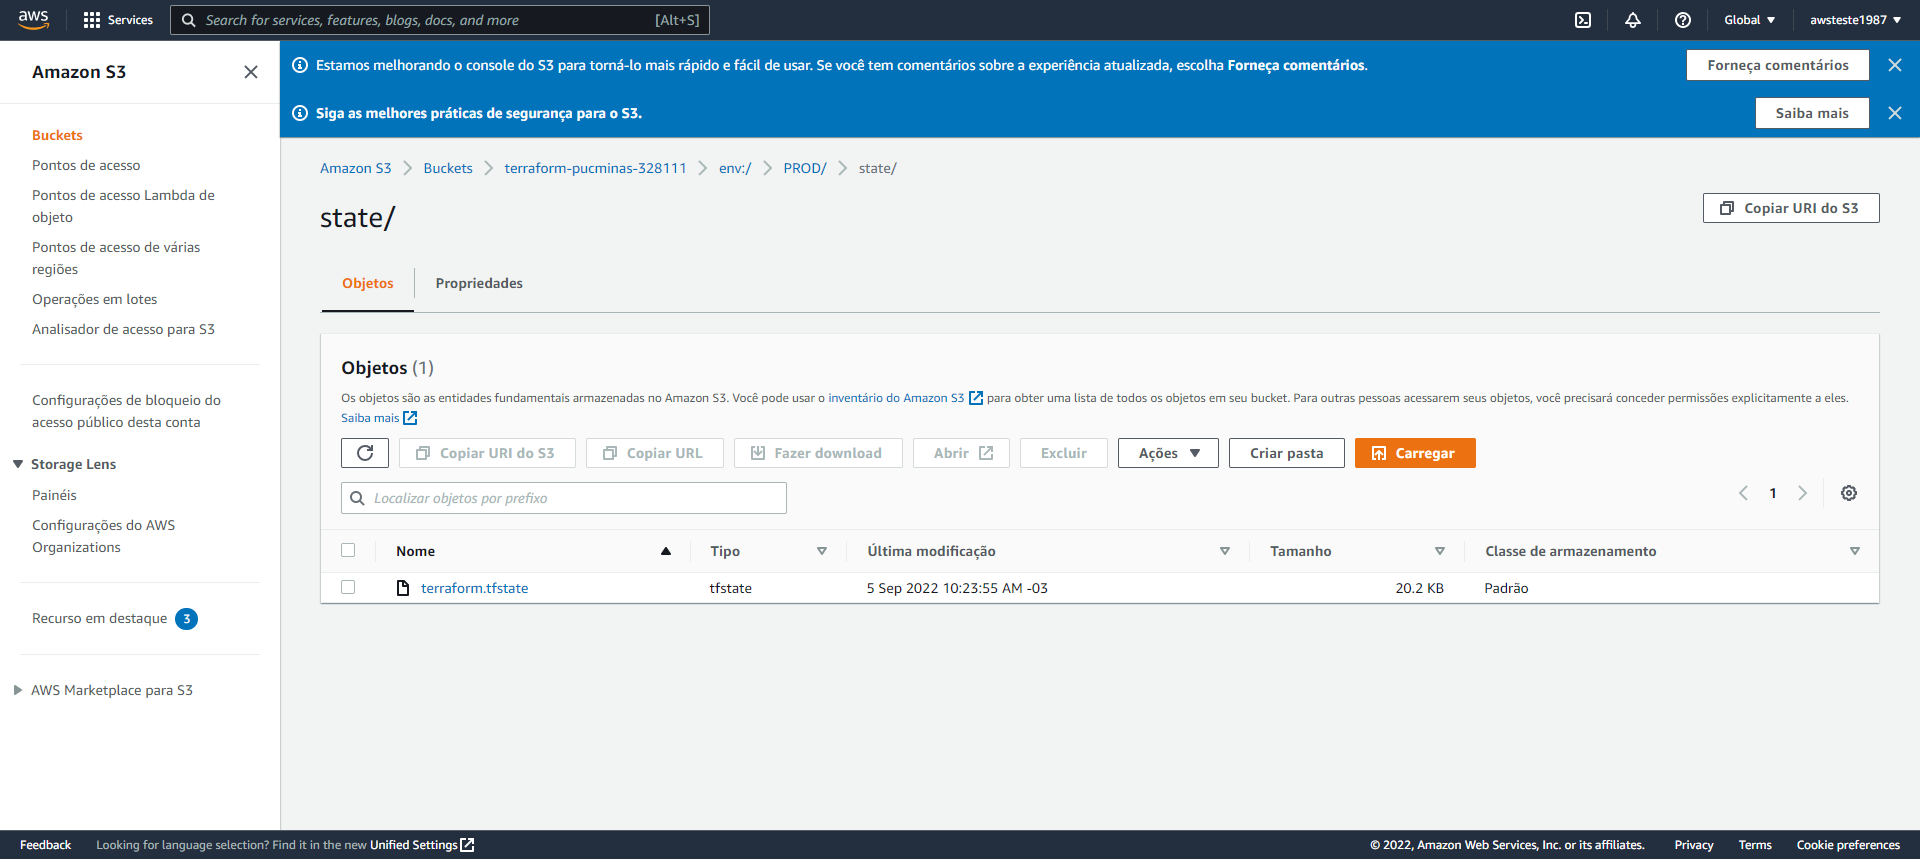 aws
Services
Search for services, features, blogs, docs, and more
[Alt+S]
Global
awsteste1987
Amazon S3
Buckets
Pontos de acesso
Pontos de acesso Lambda de
objeto
Pontos de acesso de várias
regiões
Operações em lotes
Analisador de acesso para S3
Configurações de bloqueio do
acesso público desta conta
Storage Lens
Painéis
Configurações do AWS
Organizations
Recurso em destaque 3
AWS Marketplace para S3
Estamos melhorando o console do S3 para torná-lo mais rápido e fácil de usar. Se você tem comentários sobre a experiência atualizada, escolha Forneça comentários.
Forneça comentários
Siga as melhores práticas de segurança para o S3.
Saiba mais
Amazon S3 Buckets terraform-pucminas-328111 env:/ PROD/ state/
state/
Copiar URI do S3
Objetos
Propriedades
Objetos (1)
Os objetos são as entidades fundamentais armazenadas no Amazon S3. Você pode usar o inventário do Amazon S3 para obter uma lista de todos os objetos em seu bucket. Para outras pessoas acessarem seus objetos, você precisará conceder permissões explicitamente a eles.
Saiba mais
Copiar URI do S3
Copiar URL
Fazer download
Abrir
Excluir
Ações
Criar pasta
Carregar
Localizar objetos por prefixo
1
Nome Tipo Última modificação Tamanho Classe de armazenamento
terraform.tfstate tfstate 5 Sep 2022 10:23:55 AM -03 20.2 KB Padrão
Feedback
Looking for language selection? Find it in the new Unified Settings
© 2022, Amazon Web Services, Inc. or its affiliates.
Privacy
Terms
Cookie preferences